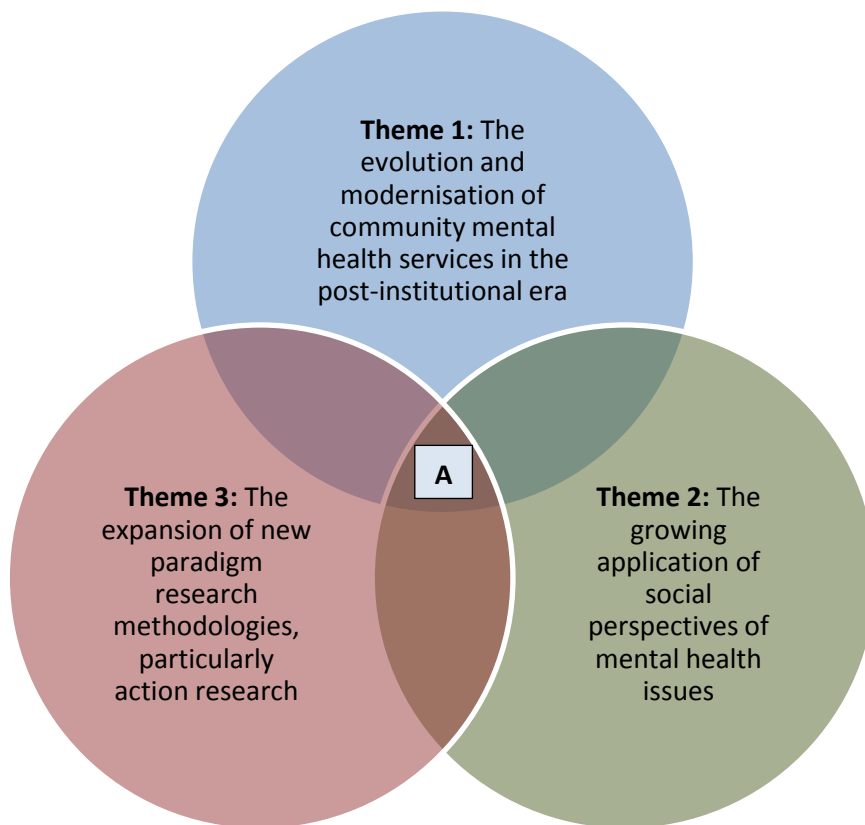 Theme 1: The
evolution and
modernisation of
community mental
health services in the
post-institutional era
A
Theme 3: The
expansion of new
paradigm
research
methodologies,
particularly
action research
Theme 2: The
growing
application of
social
perspectives of
mental health
issues